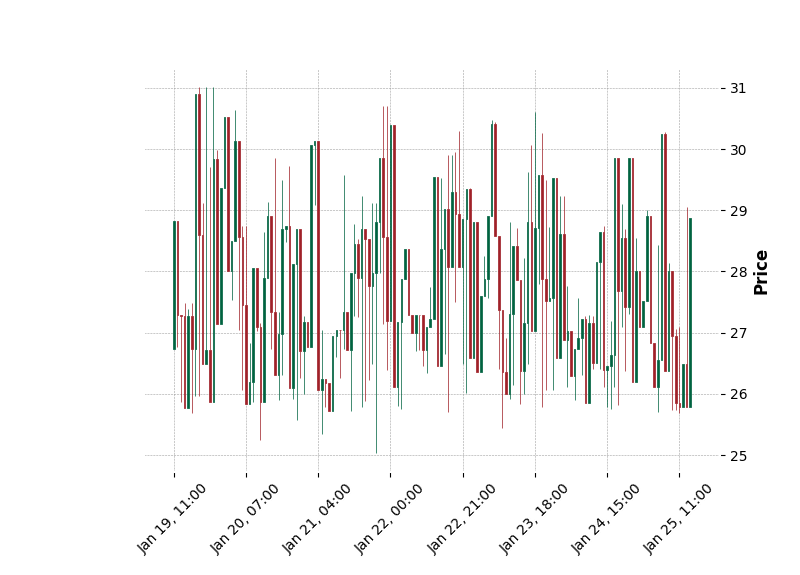 31
30
29
28
27
26
25
Price
Jan 19, 11:00
Jan 20, 07:00
Jan 21, 04:00
Jan 22, 00:00
Jan 22, 21:00
Jan 23, 18:00
Jan 24, 15:00
Jan 25, 11:00